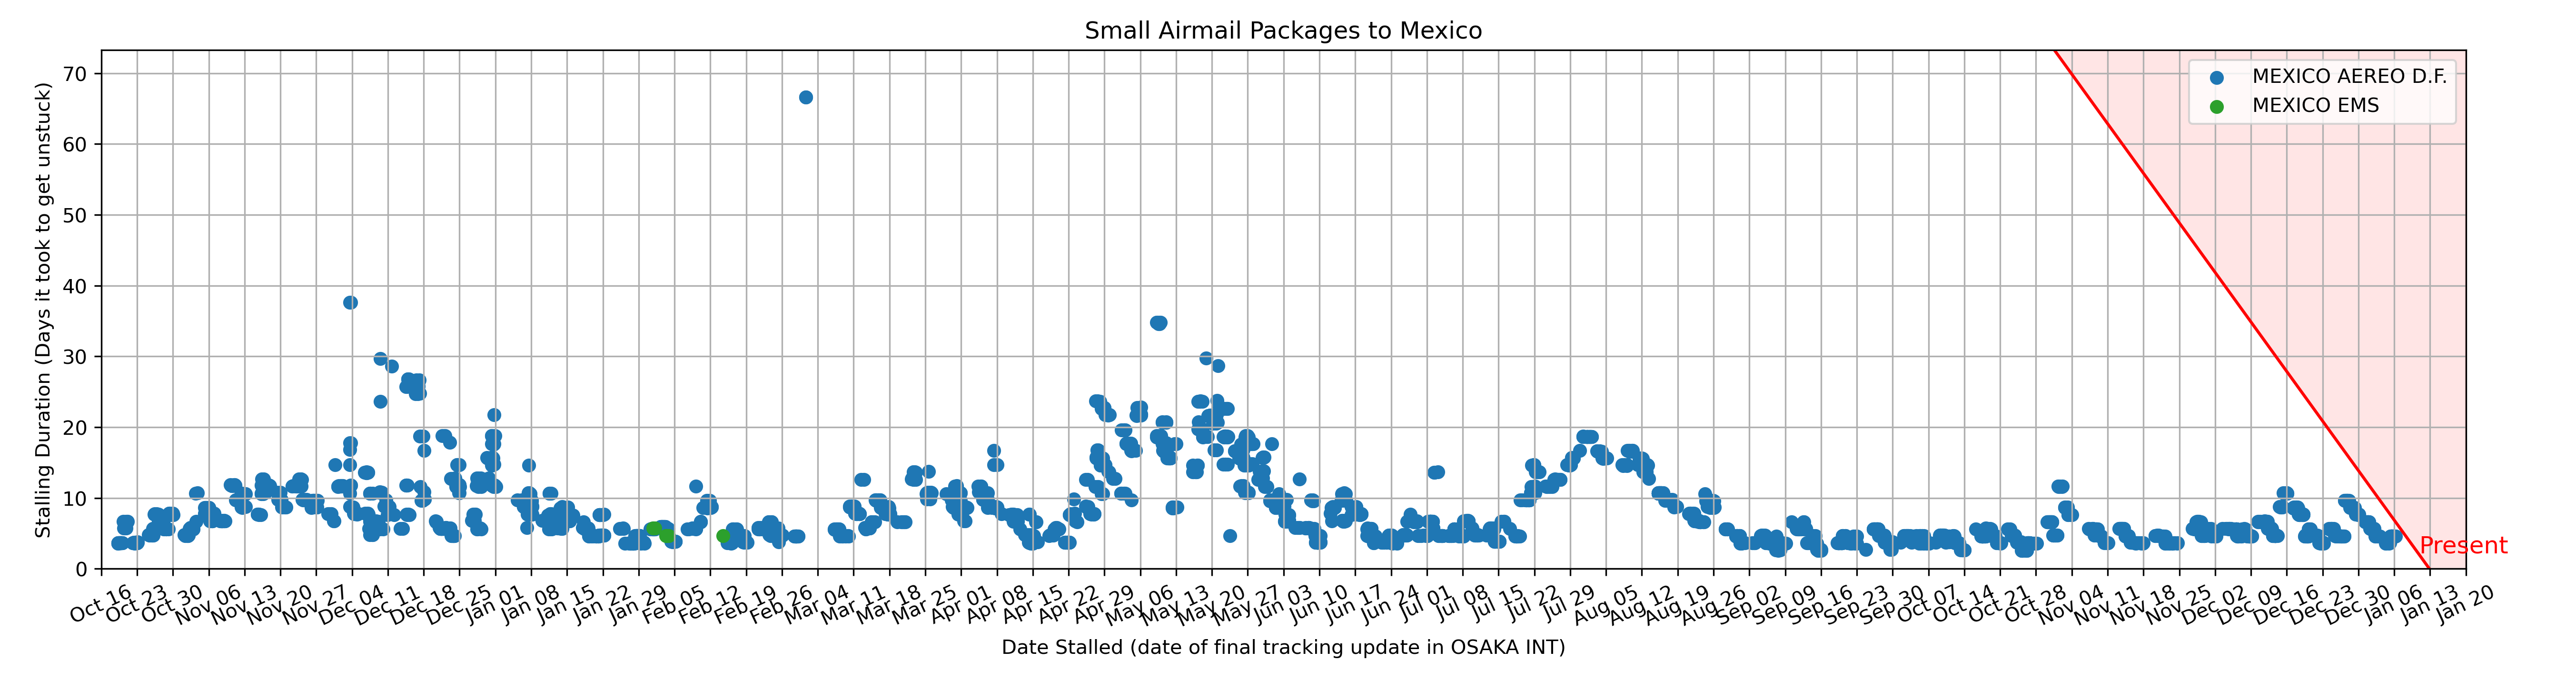 Small Airmail Packages to Mexico
MEXICO AEREO D.F.
MEXICO EMS
Stalling Duration (Days it took to get unstuck)
70
60
50
40
30
20
10
0
Present
Oct 16 Oct 23 Oct 30 Nov 06 Nov 13 Nov 20 Nov 27 Dec 04 Dec 11 Dec 18 Dec 25 Jan 01 Jan 08 Jan 15 Jan 22 Jan 29 Feb 05 Feb 12 Feb 19 Feb 26 Mar 04 Mar 11 Mar 18 Mar 25 Apr 01 Apr 08 Apr 15 Apr 22 Apr 29 May 06 May 13 May 20 May 27 Jun 03 Jun 10 Jun 17 Jun 24 Jul 01 Jul 08 Jul 15 Jul 22 Jul 29 Aug 05 Aug 12 Aug 19 Aug 26 Sep 02 Sep 09 Sep 16 Sep 23 Sep 30 Oct 07 Oct 14 Oct 21 Oct 28 Nov 04 Nov 11 Nov 18 Nov 25 Dec 02 Dec 09 Dec 16 Dec 23 Dec 30 Jan 06 Jan 13 Jan 20
Date Stalled (date of final tracking update in OSAKA INT)